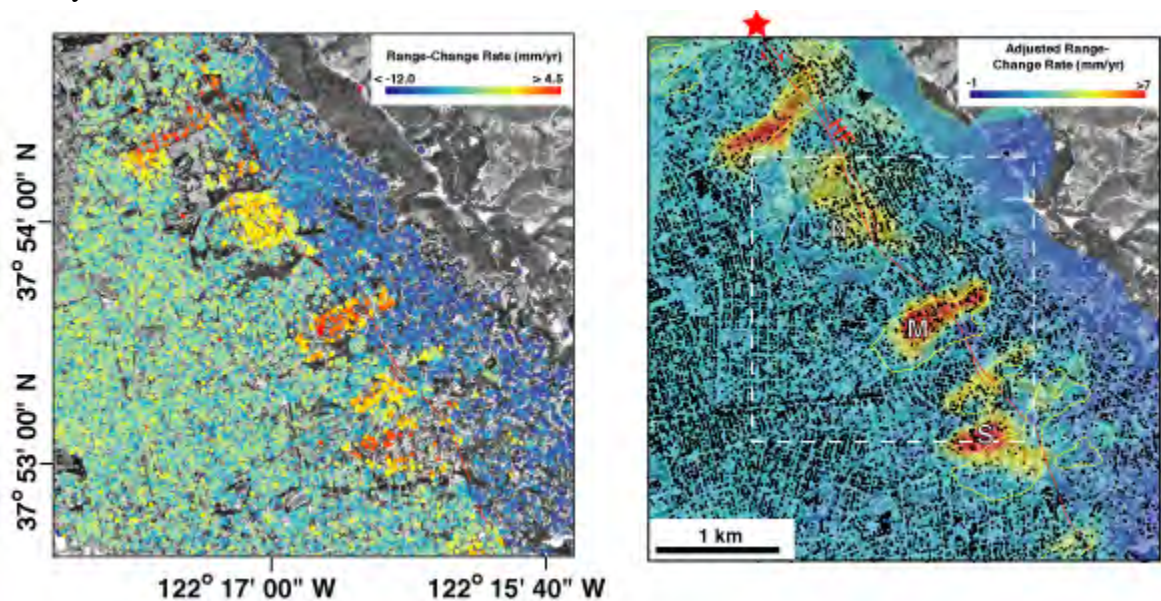 Range-Change Rate (mm/yr)
< -12.0 > 4.5
Adjusted Range-
Change Rate (mm/yr)
-1 >7
37° 54' 00" N
37° 53' 00" N
N
M
S
1 km
122° 17' 00" W 122° 15' 40" W